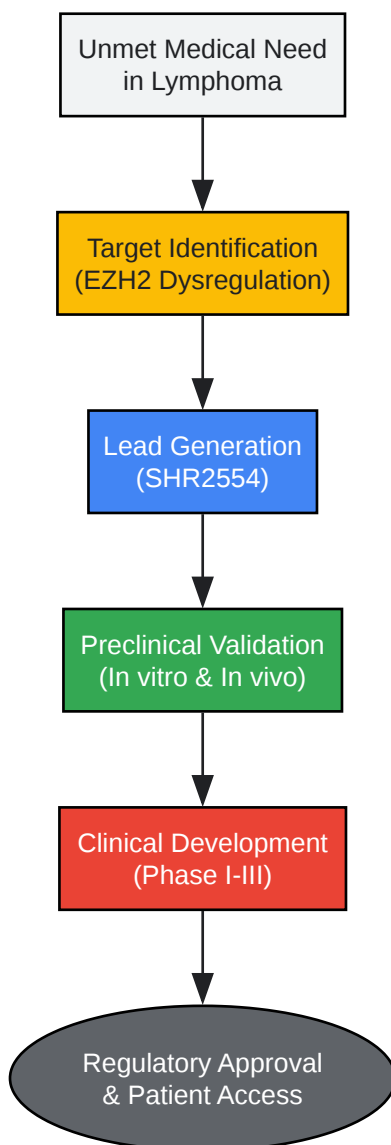 Unmet Medical Need
in Lymphoma
Target Identification
(EZH2 Dysregulation)
Lead Generation
(SHR2554)
Preclinical Validation
(In vitro & In vivo)
Clinical Development
(Phase I-III)
Regulatory Approval
& Patient Access